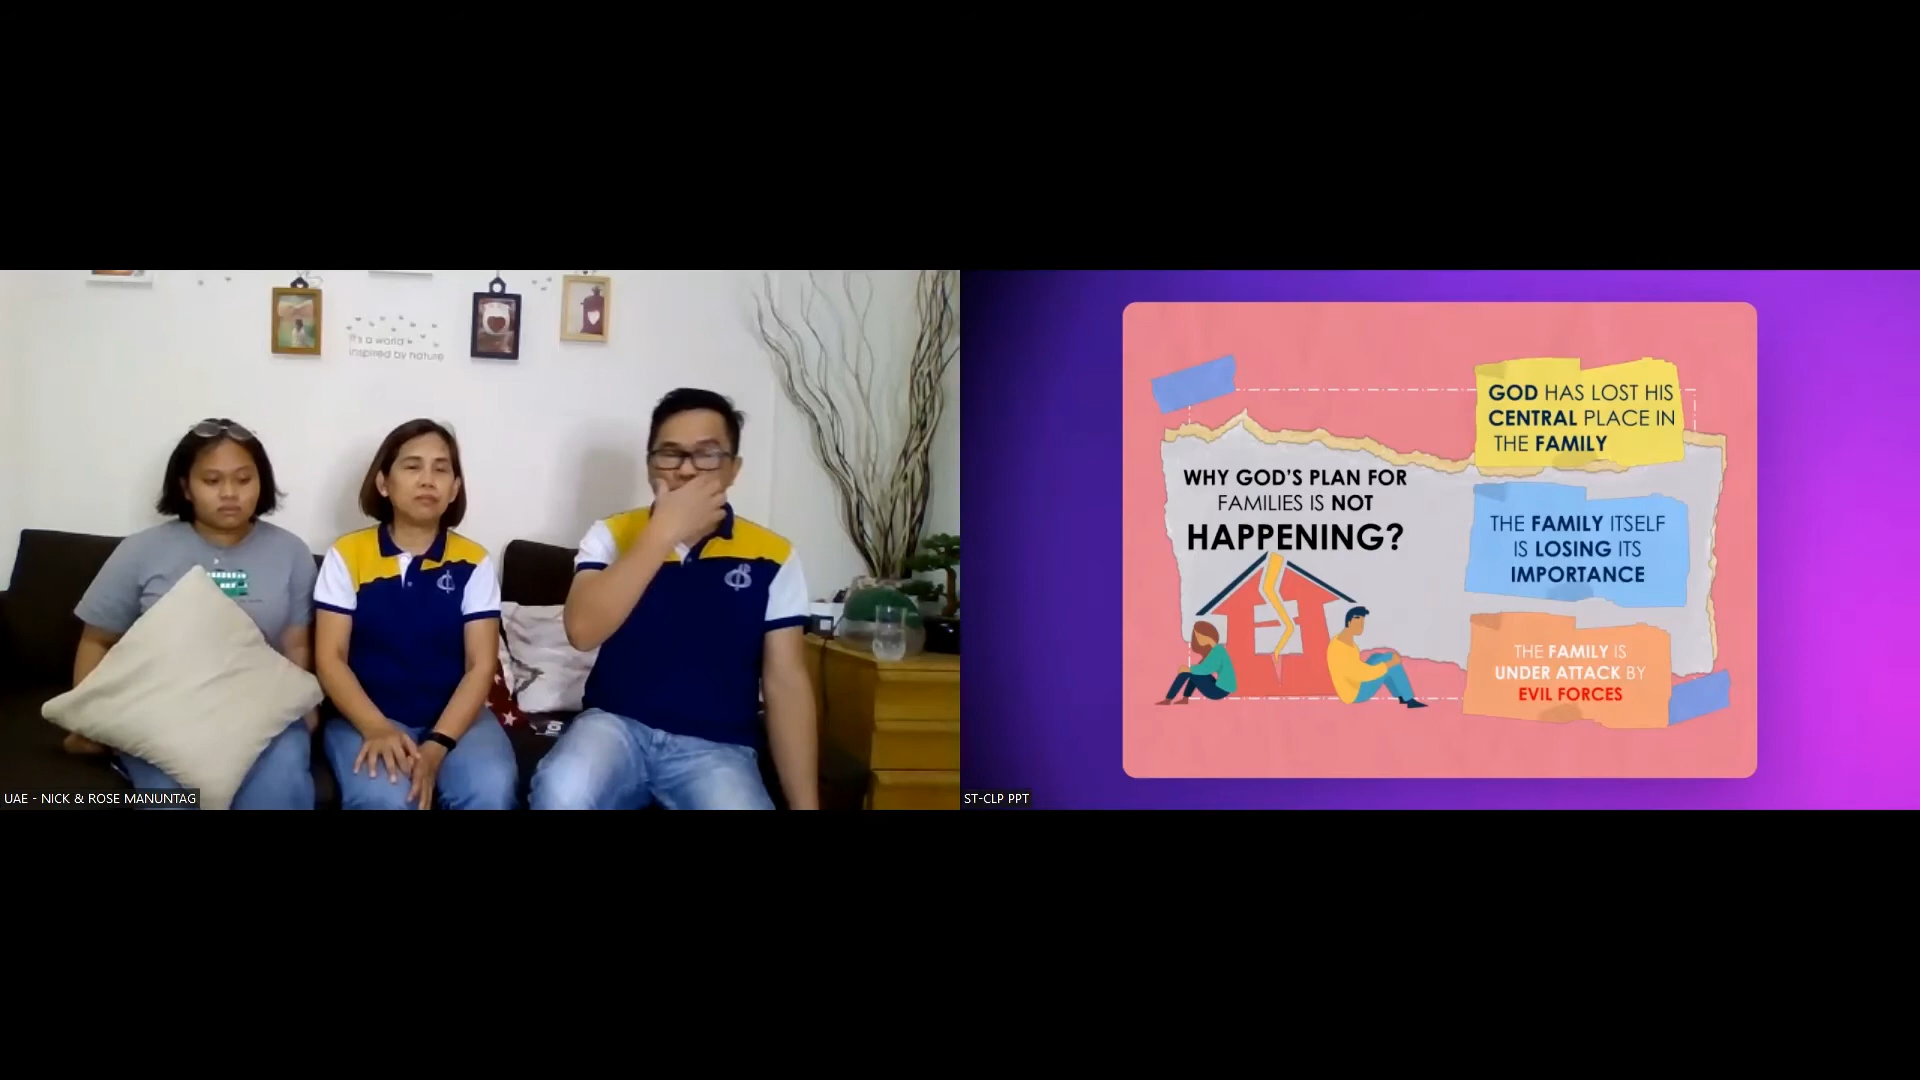 it's a world
inspired by nature
UAE - NICK & ROSE MANUNTAG
WHY GOD'S PLAN FOR
FAMILIES IS NOT
HAPPENING?
GOD HAS LOST HIS
CENTRAL PLACE IN
THE FAMILY
THE FAMILY ITSELF
IS LOSING ITS
IMPORTANCE
THE FAMILY IS
UNDER ATTACK BY
EVIL FORCES
ST-CLP PPT